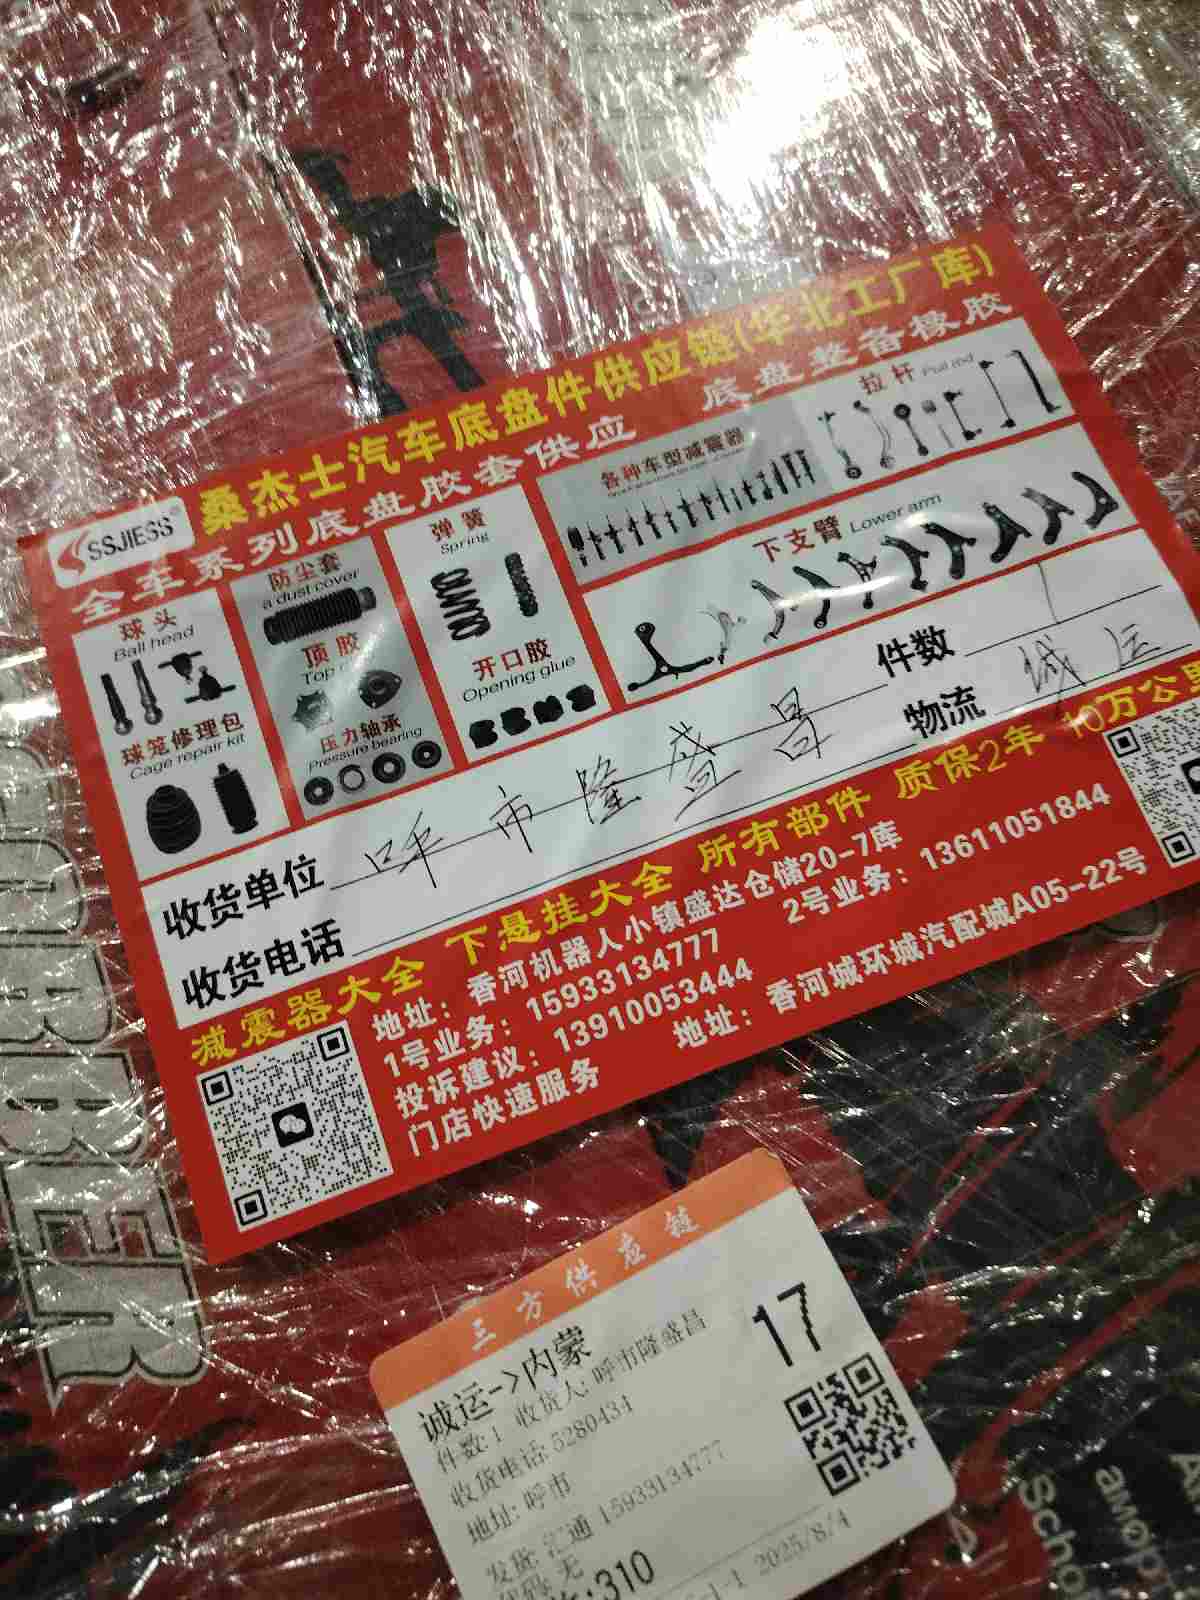 SSJIESS®
桑杰士汽车底盘件供应链(华北工厂库)
全车系列底盘胶套供应 底盘整备橡胶
球头
Ball head
球笼修理包
Cage repair kit
防尘套
a dust cover
顶胶
压力轴承
Pressure bearing
弹簧
Spring
开口胶
Opening glue
各种车型减震器
拉杆 Pull rod
下支臂 Lower arm
收货单位 呼市隆盛昌 件数 1
收货电话 物流 诚运
减震器大全 下悬挂大全 所有部件 质保2年 10万公里
地址:香河机器人小镇盛达仓储20-7库
1号业务:15933134777 2号业务:13611051844
投诉建议:13910053444 地址:香河城环城汽配城A05-22号
门店快速服务
三方供应链
诚运->内蒙
17
件数:1 收货人:呼市隆盛昌
收货电话:5280434
地址:呼市
发货:汇通 15933134777
无
:310
-1-1 2025/8/4
RUBBER
Scho